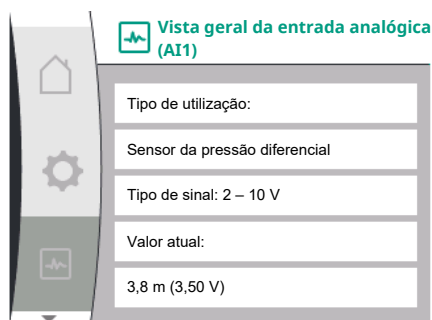 Vista geral da entrada analógica
(AI1)
Tipo de utilização:
Sensor da pressão diferencial
Tipo de sinal: 2 – 10 V
Valor atual:
3,8 m (3,50 V)